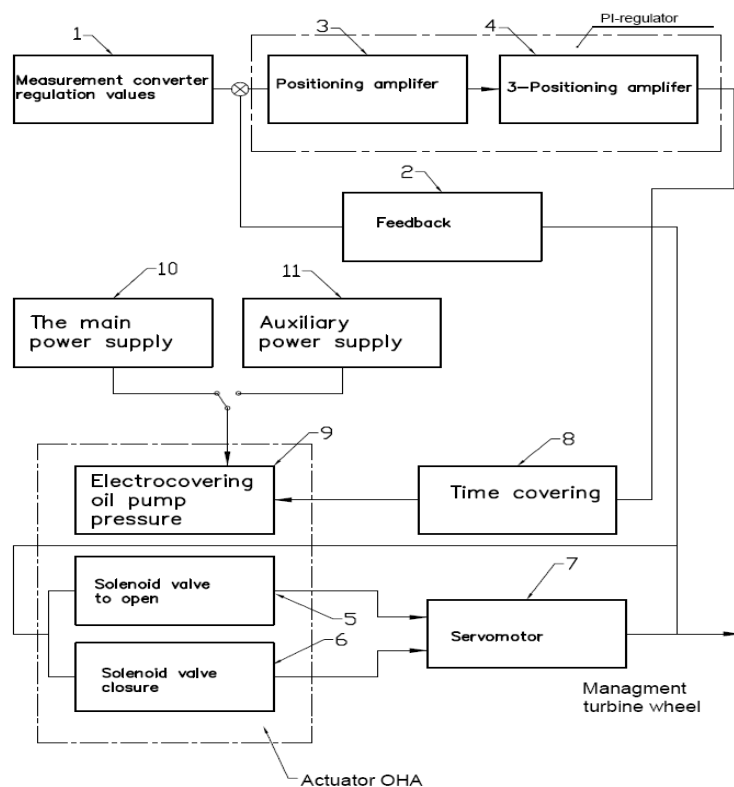 PI-regulator
1
3
4
Measurement converter
regulation values
Positioning amplifer
3-Positioning amplifer
2
Feedback
10
11
The main
power supply
Auxiliary
power supply
9
8
Electrocovering
oil pump
pressure
Time covering
Solenoid valve
to open
5
7
6
Servomotor
Solenoid valve
closure
Managment
turbine wheel
Actuator OHA